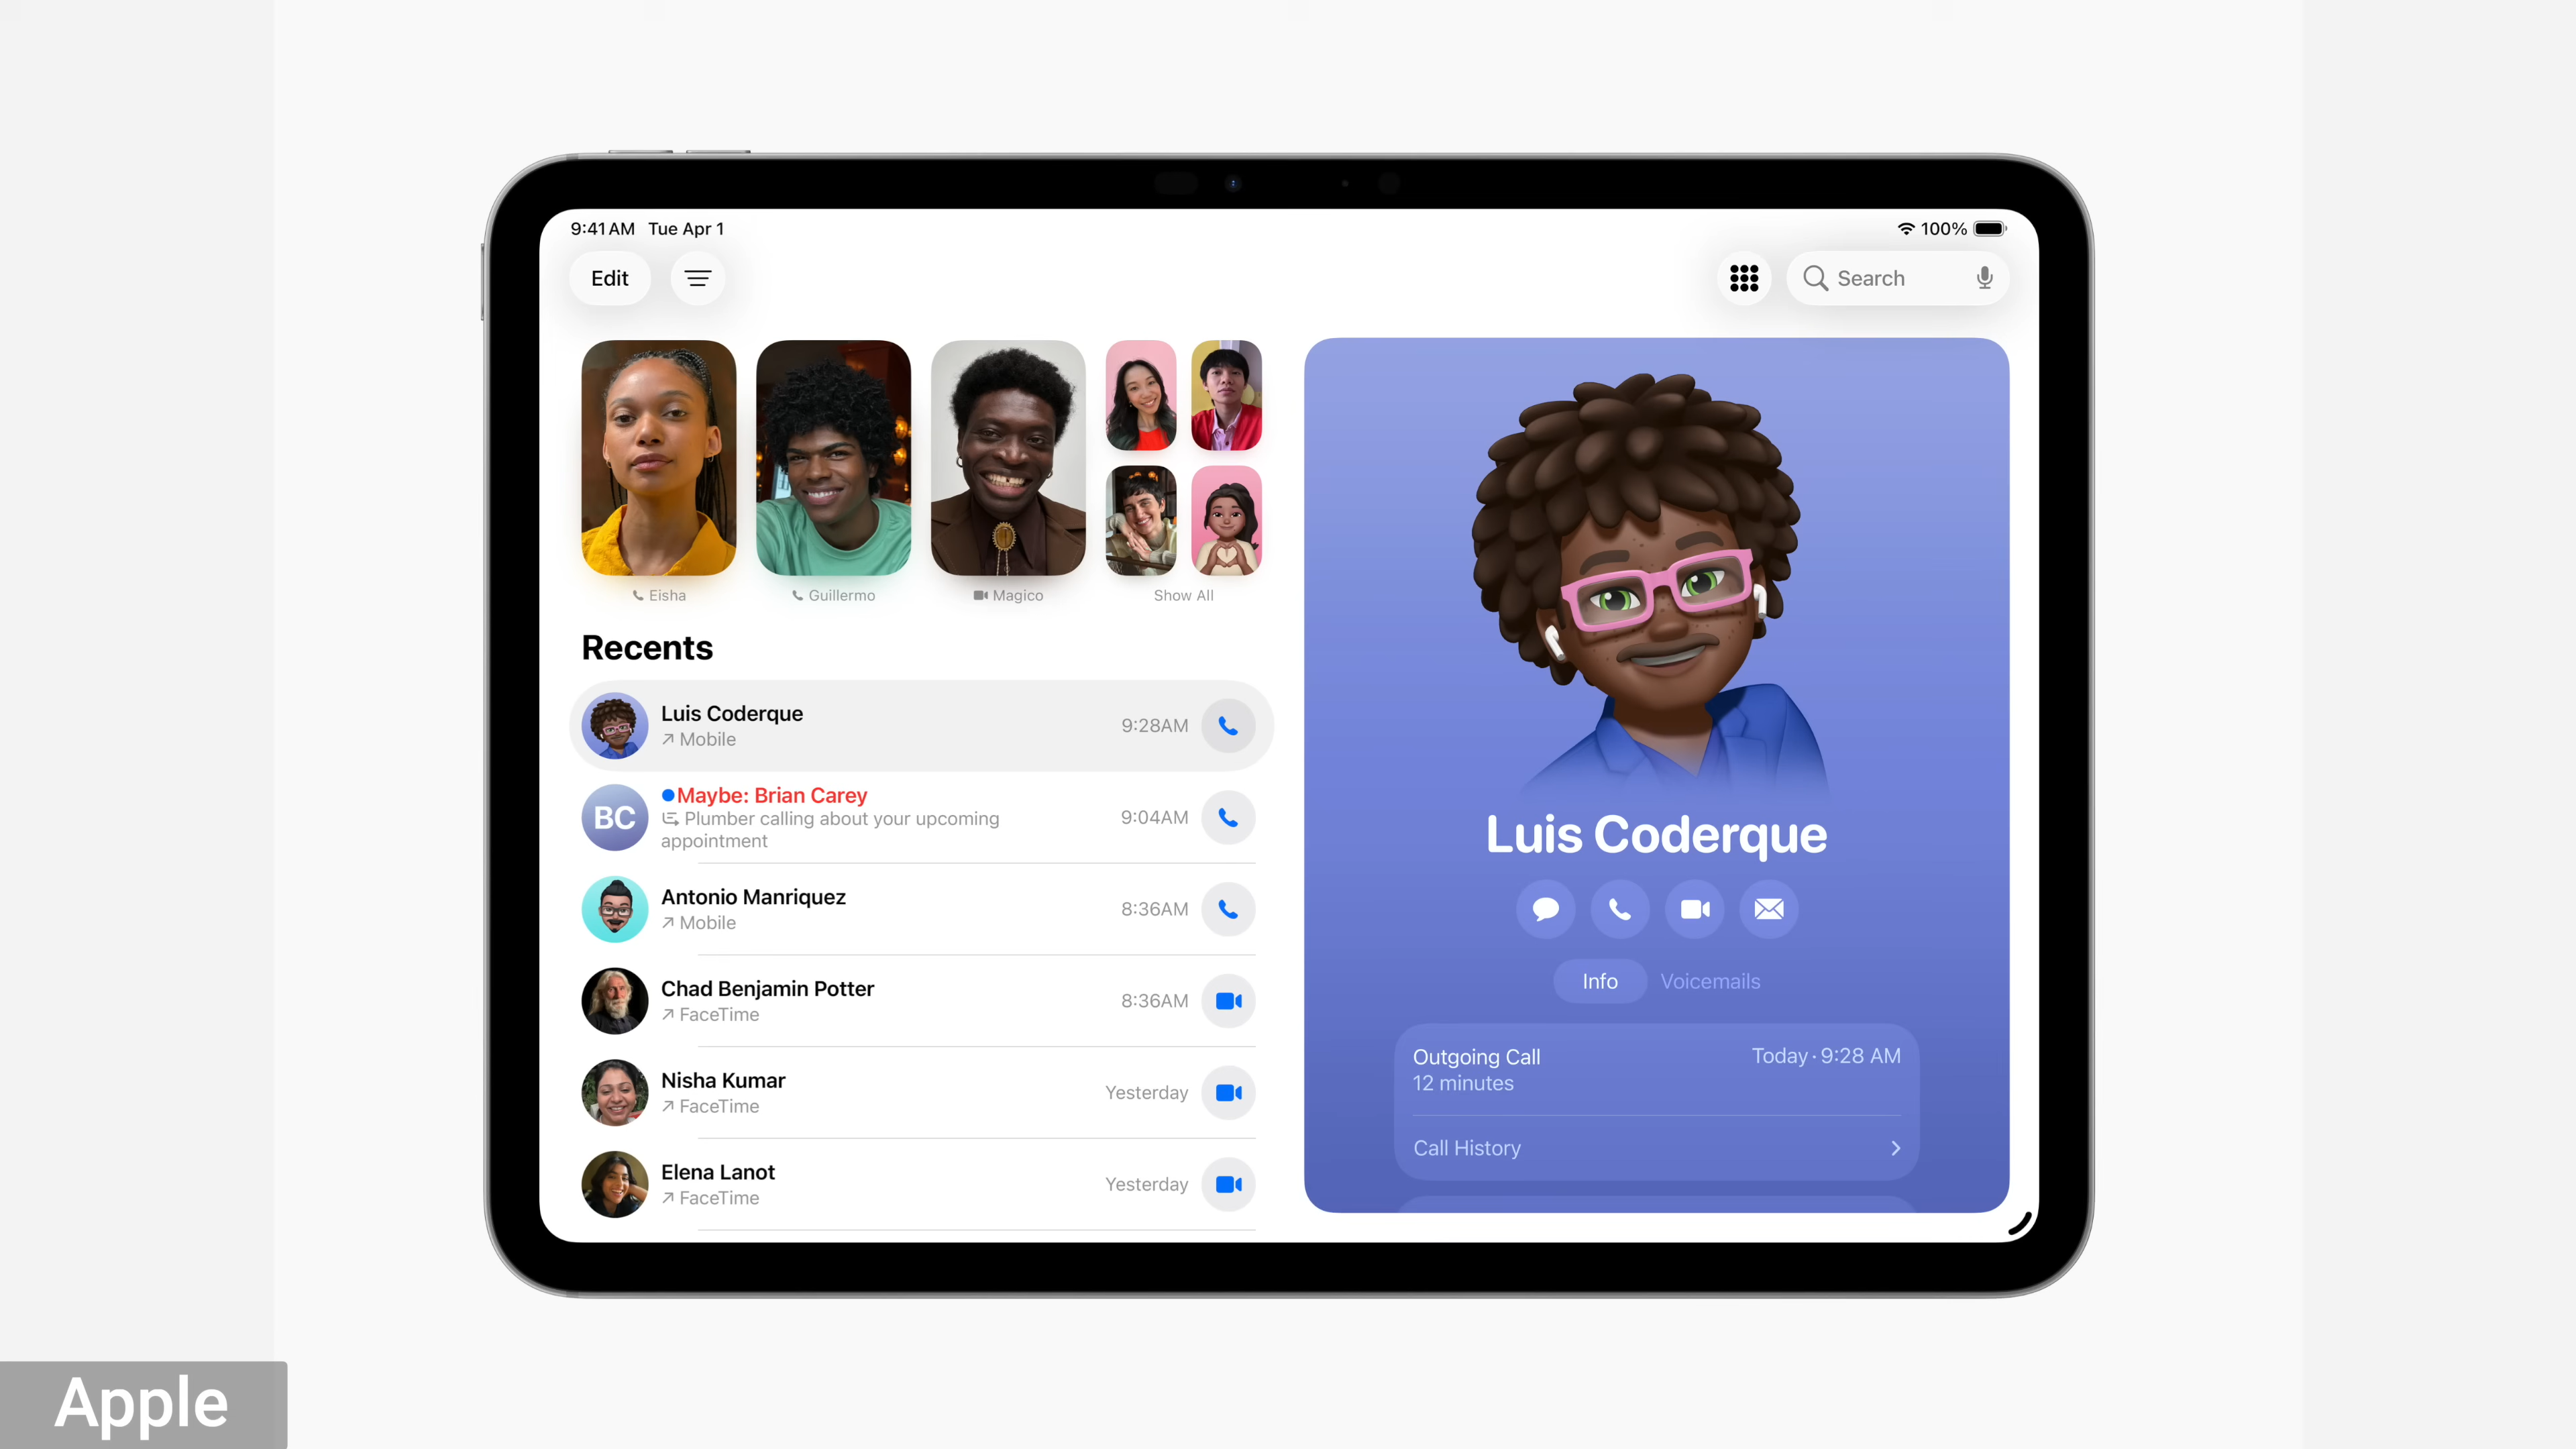 9:41 AM Tue Apr 1
100%
Edit
Search
Eisha
Guillermo
Magico
Show All
Recents
Luis Coderque
Mobile
9:28AM
Maybe: Brian Carey
Plumber calling about your upcoming
appointment
9:04AM
BC
Antonio Manriquez
Mobile
8:36AM
Chad Benjamin Potter
FaceTime
8:36AM
Nisha Kumar
FaceTime
Yesterday
Elena Lanot
FaceTime
Yesterday
Luis Coderque
Info Voicemails
Outgoing Call Today · 9:28 AM
12 minutes
Call History
Apple